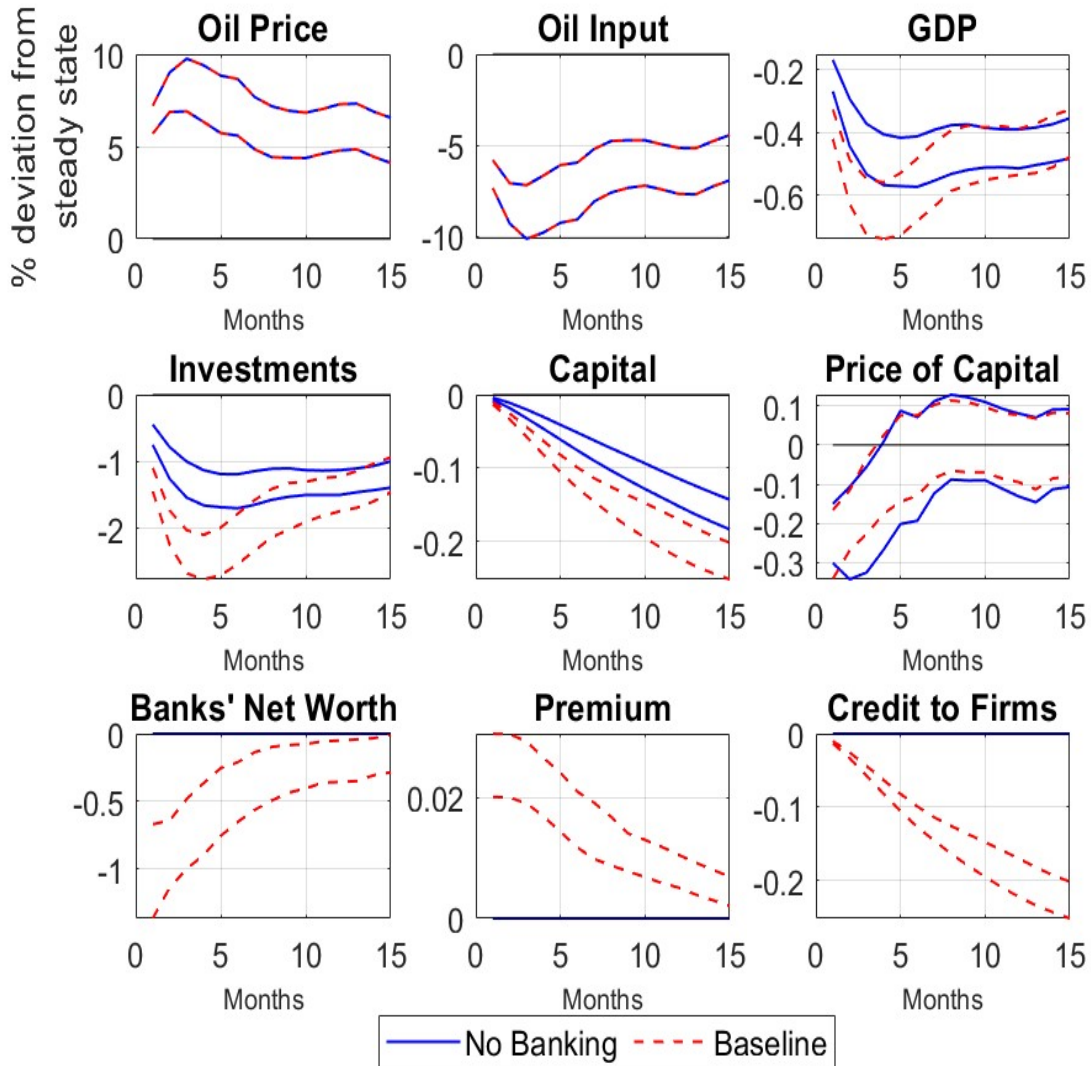 % deviation from
steady state
Oil Price
10
5
0
0 5 10 15
Months
Oil Input
0
-5
-10
0 5 10 15
Months
GDP
-0.2
-0.4
-0.6
0 5 10 15
Months
Investments
0
-1
-2
0 5 10 15
Months
Capital
0
-0.1
-0.2
0 5 10 15
Months
Price of Capital
0.1
0
-0.1
-0.2
-0.3
0 5 10 15
Months
Banks' Net Worth
0
-0.5
-1
0 5 10 15
Months
Premium
0.02
0
0 5 10 15
Months
Credit to Firms
0
-0.1
-0.2
0 5 10 15
Months
No Banking Baseline